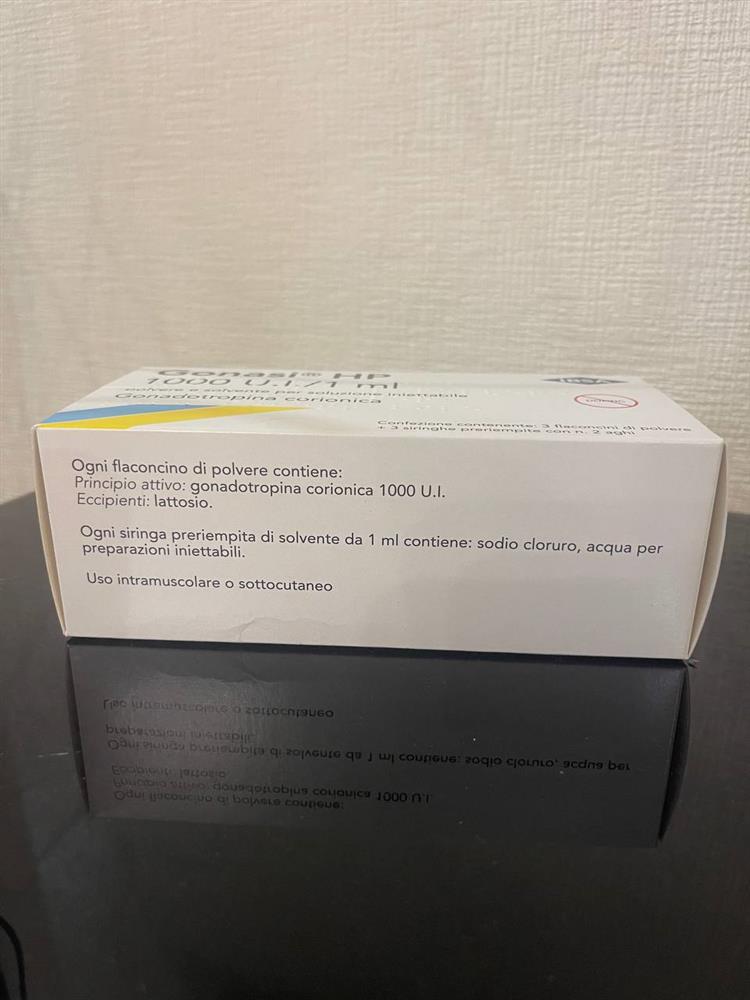 Gonasi® HP
1000 U.I./1 ml
polvere e solvente per soluzione iniettabile
Gonadotropina corionica
IBSA
Confezione contenente: 3 flaconcini di polvere
+ 3 siringhe preriempite con n. 2 aghi
Ogni flaconcino di polvere contiene:
Principio attivo: gonadotropina corionica 1000 U.I.
Eccipienti: lattosio.
Ogni siringa preriempita di solvente da 1 ml contiene: sodio cloruro, acqua per
preparazioni iniettabili.
Uso intramuscolare o sottocutaneo